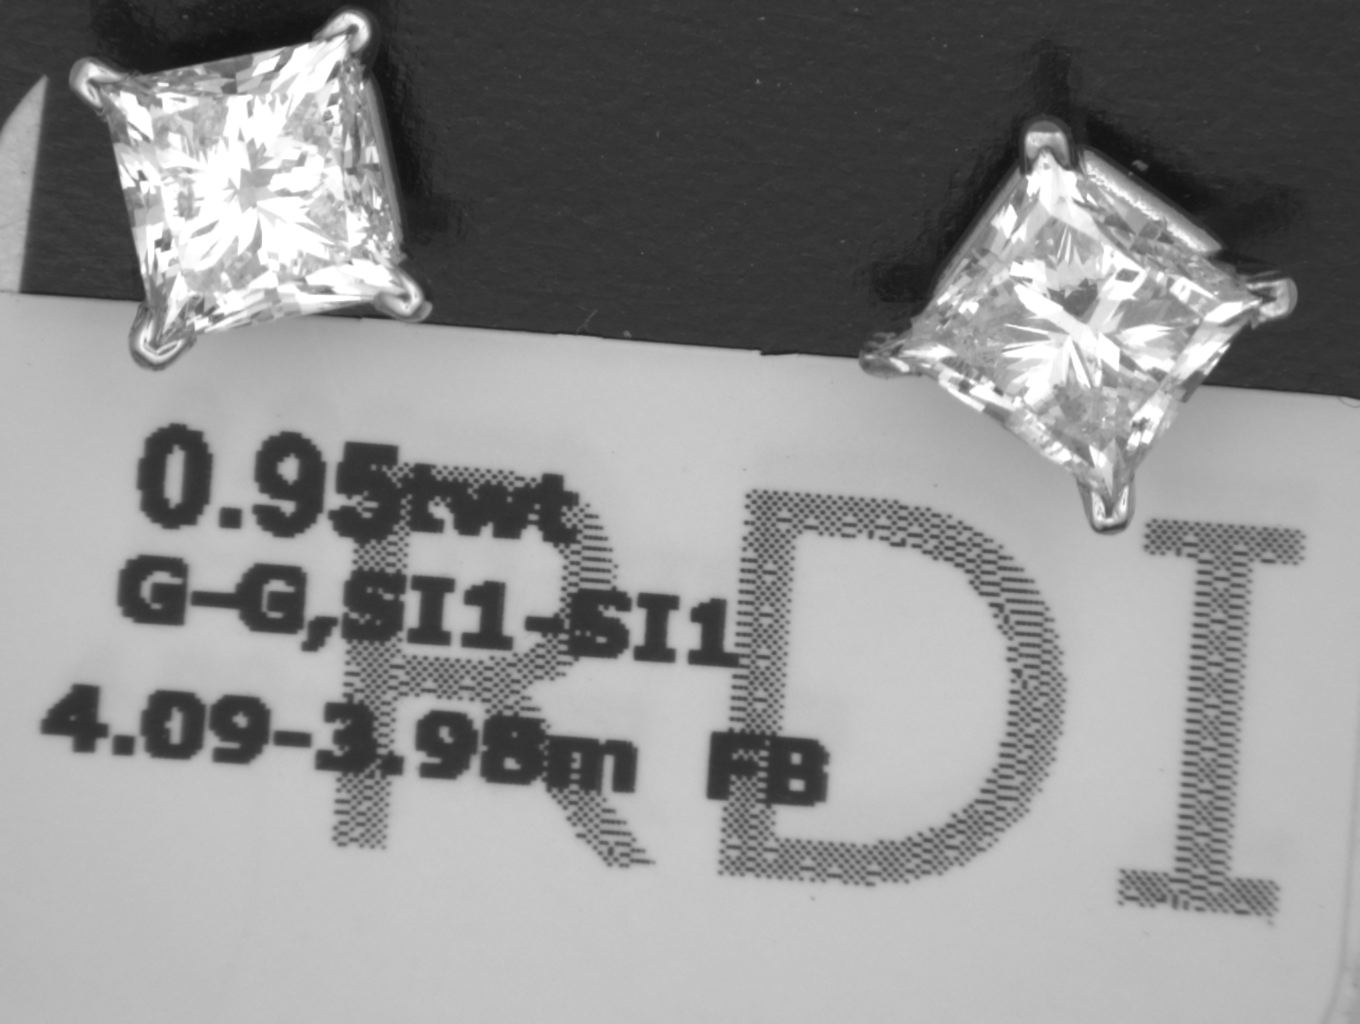 0.95twt
G-G,SI1-SI1
4.09-3.98m FB
RDI